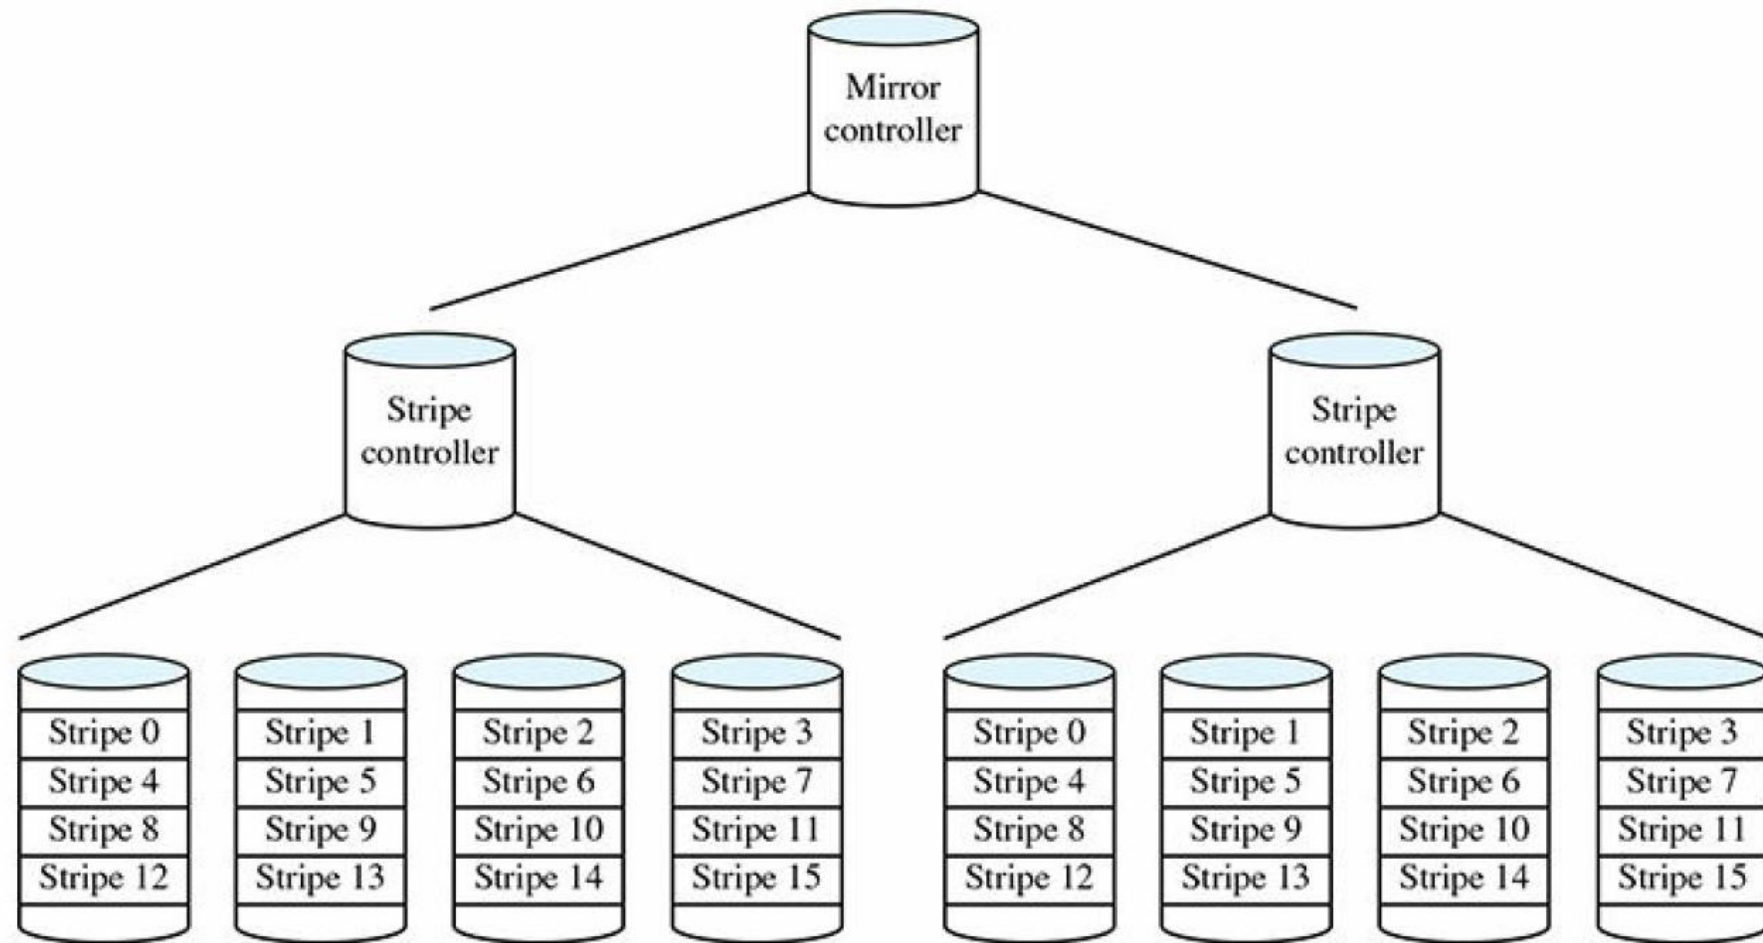 Mirror
controller
Stripe
controller
Stripe
controller
Stripe 0
Stripe 4
Stripe 8
Stripe 12
Stripe 1
Stripe 5
Stripe 9
Stripe 13
Stripe 2
Stripe 6
Stripe 10
Stripe 14
Stripe 3
Stripe 7
Stripe 11
Stripe 15
Stripe 0
Stripe 4
Stripe 8
Stripe 12
Stripe 1
Stripe 5
Stripe 9
Stripe 13
Stripe 2
Stripe 6
Stripe 10
Stripe 14
Stripe 3
Stripe 7
Stripe 11
Stripe 15